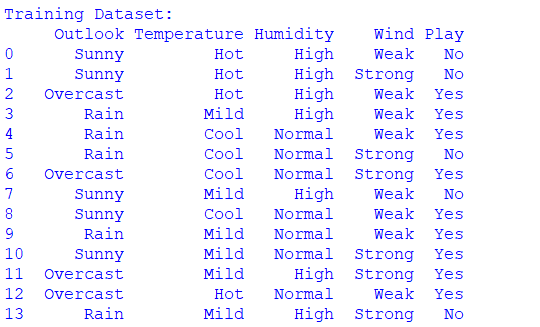 Training Dataset:
Outlook Temperature Humidity Wind Play
0 Sunny Hot High Weak No
1 Sunny Hot High Strong No
2 Overcast Hot High Weak Yes
3 Rain Mild High Weak Yes
4 Rain Cool Normal Weak Yes
5 Rain Cool Normal Strong No
6 Overcast Cool Normal Strong Yes
7 Sunny Mild High Weak No
8 Sunny Cool Normal Weak Yes
9 Rain Mild Normal Weak Yes
10 Sunny Mild Normal Strong Yes
11 Overcast Mild High Strong Yes
12 Overcast Hot Normal Weak Yes
13 Rain Mild High Strong No